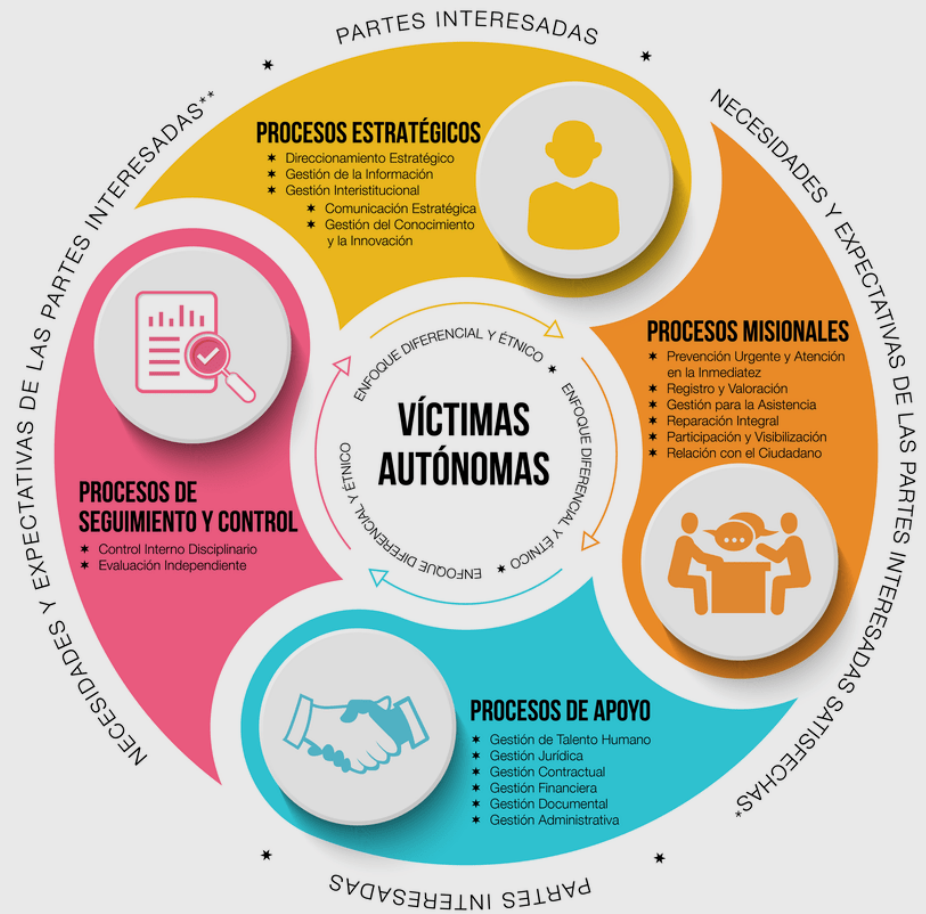 PARTES INTERESADAS
NECESIDADES Y EXPECTATIVAS DE LAS PARTES INTERESADAS**
NECESIDADES Y EXPECTATIVAS DE LAS PARTES INTERESADAS SATISFECHAS*
PROCESOS ESTRATÉGICOS
Direccionamiento Estratégico
Gestión de la Información
Gestión Interistitucional
Comunicación Estratégica
Gestión del Conocimiento
y la Innovación
PROCESOS MISIONALES
Prevención Urgente y Atención
en la Inmediatez
Registro y Valoración
Gestión para la Asistencia
Reparación Integral
Participación y Visibilización
Relación con el Ciudadano
ENFOQUE DIFERENCIAL Y ÉTNICO
ENFOQUE DIFERENCIAL Y ÉTNICO
ENFOQUE DIFERENCIAL Y ÉTNICO
ENFOQUE DIFERENCIAL Y ÉTNICO
VÍCTIMAS
AUTÓNOMAS
PROCESOS DE
SEGUIMIENTO Y CONTROL
Control Interno Disciplinario
Evaluación Independiente
PROCESOS DE APOYO
Gestión de Talento Humano
Gestión Jurídica
Gestión Contractual
Gestión Financiera
Gestión Documental
Gestión Administrativa
PARTES INTERESADAS